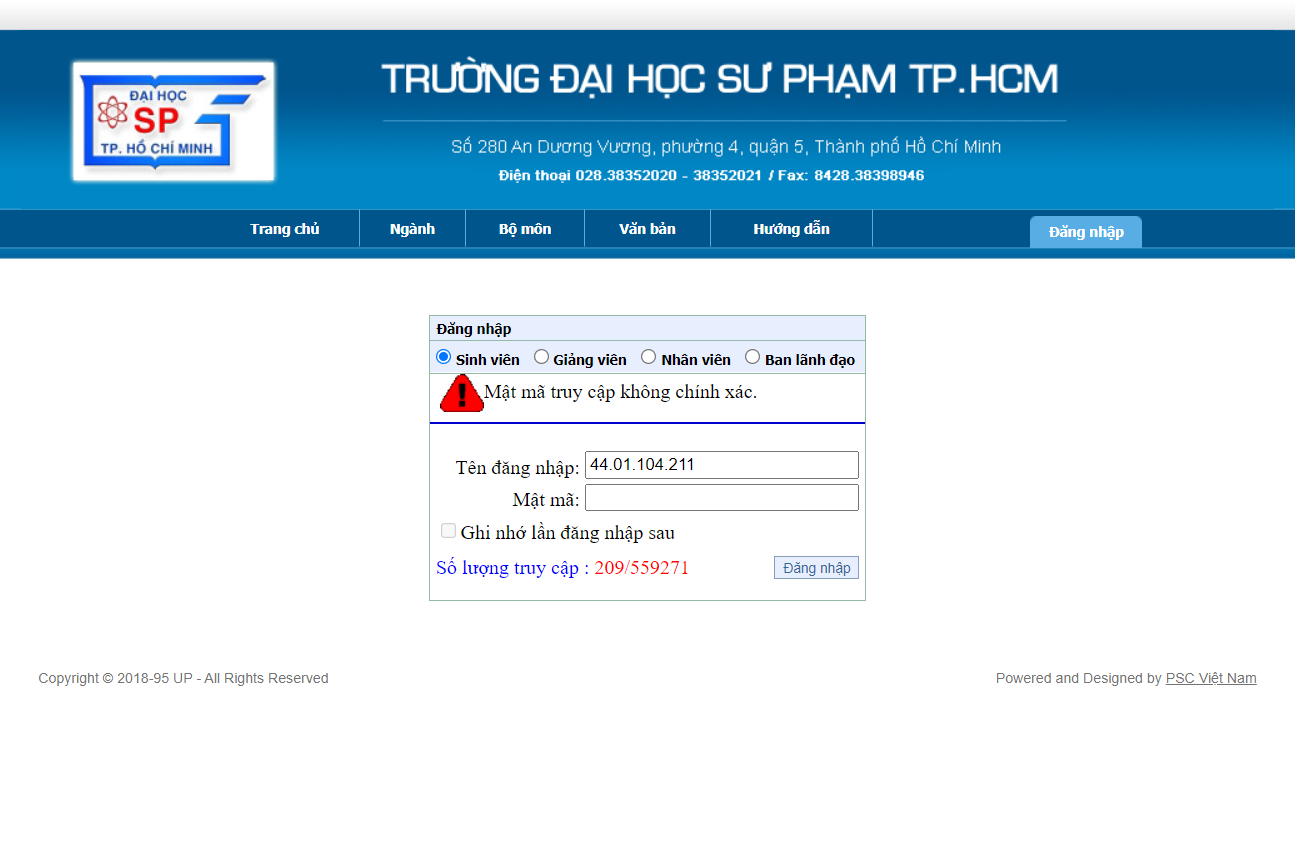 ĐẠI HỌC
SP
TP. HỒ CHÍ MINH
TRƯỜNG ĐẠI HỌC SƯ PHẠM TP.HCM
Số 280 An Dương Vương, phường 4, quận 5, Thành phố Hồ Chí Minh
Điện thoại 028.38352020 - 38352021 / Fax: 8428.38398946
Trang chủ Ngành Bộ môn Văn bản Hướng dẫn Đăng nhập
Đăng nhập
Sinh viên Giảng viên Nhân viên Ban lãnh đạo
Mật mã truy cập không chính xác.
Tên đăng nhập: 44.01.104.211
Mật mã:
Ghi nhớ lần đăng nhập sau
Số lượng truy cập : 209/559271 Đăng nhập
Copyright © 2018-95 UP - All Rights Reserved Powered and Designed by PSC Việt Nam